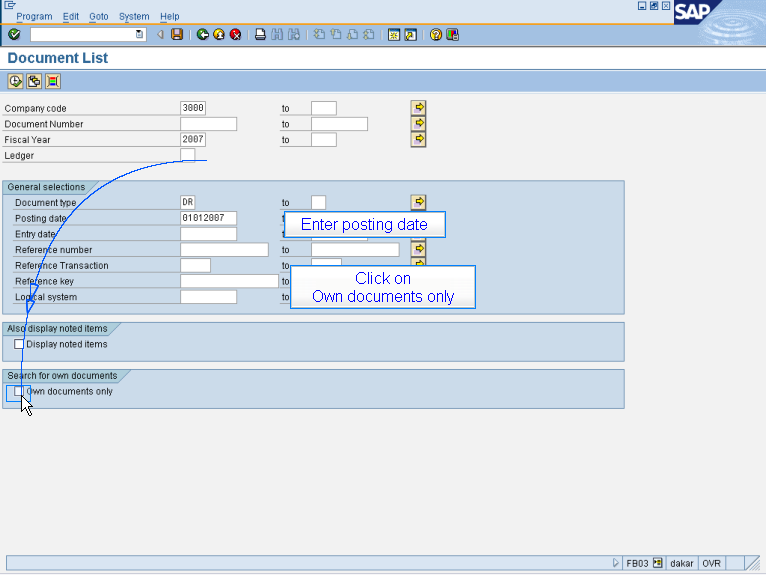 Program Edit Goto System Help
SAP
Document List
Company code 3000 to
Document Number to
Fiscal Year 2007 to
Ledger
General selections
Document type DR to
Posting date 01012007
Enter posting date
Entry date
Reference number to
Reference Transaction to
Reference key to
Logical system to
Click on
Own documents only
Also display noted items
Display noted items
Search for own documents
Own documents only
FB03 dakar OVR